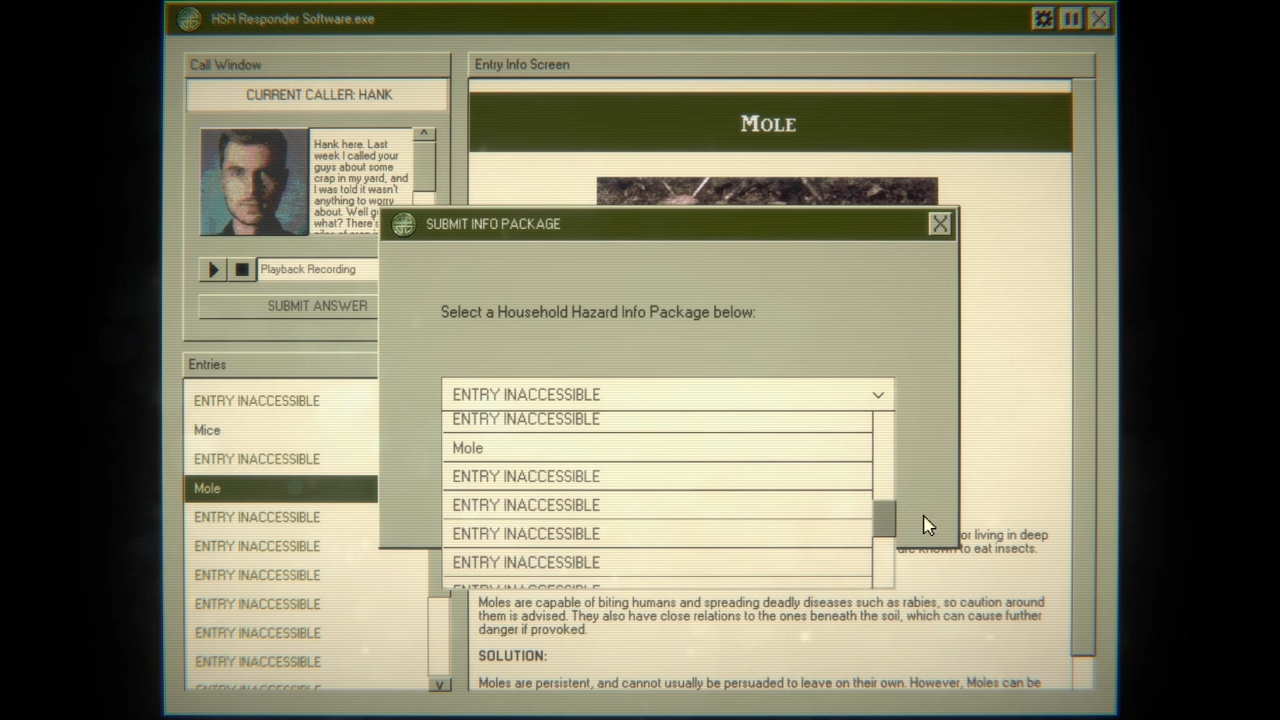 HSH Responder Software.exe
Call Window
CURRENT CALLER: HANK
Hank here. Last
week I called your
guys about some
crap in my yard, and
I was told it wasn't
anything to worry
about. Well
what? There's
Playback Recording
SUBMIT ANSWER
Entries
ENTRY INACCESSIBLE
Mice
ENTRY INACCESSIBLE
Mole
ENTRY INACCESSIBLE
ENTRY INACCESSIBLE
ENTRY INACCESSIBLE
ENTRY INACCESSIBLE
ENTRY INACCESSIBLE
ENTRY INACCESSIBLE
Entry Info Screen
MOLE
SUBMIT INFO PACKAGE
Select a Household Hazard Info Package below:
ENTRY INACCESSIBLE
ENTRY INACCESSIBLE
Mole
ENTRY INACCESSIBLE
ENTRY INACCESSIBLE
ENTRY INACCESSIBLE
ENTRY INACCESSIBLE
or living in deep
are known to eat insects.
Moles are capable of biting humans and spreading deadly diseases such as rabies, so caution around
them is advised. They also have close relations to the ones beneath the soil, which can cause further
danger if provoked.
SOLUTION:
Moles are persistent, and cannot usually be persuaded to leave on their own. However, Moles can be